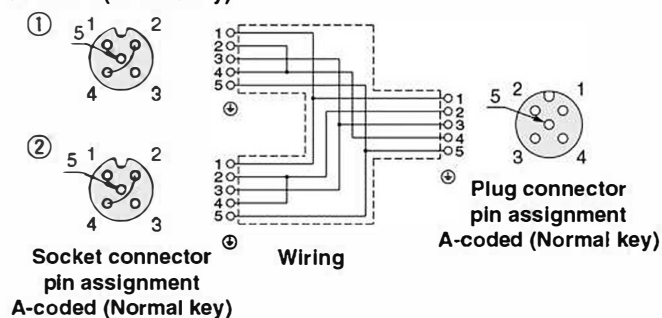 ①
5 1 2
4 3
②
5 1 2
4 3
Socket connector
pin assignment
A-coded (Normal key)
1
2
3
4
5
1
2
3
4
5
Wiring
1
2
3
4
5
5 2 1
3 4
Plug connector
pin assignment
A-coded (Normal key)